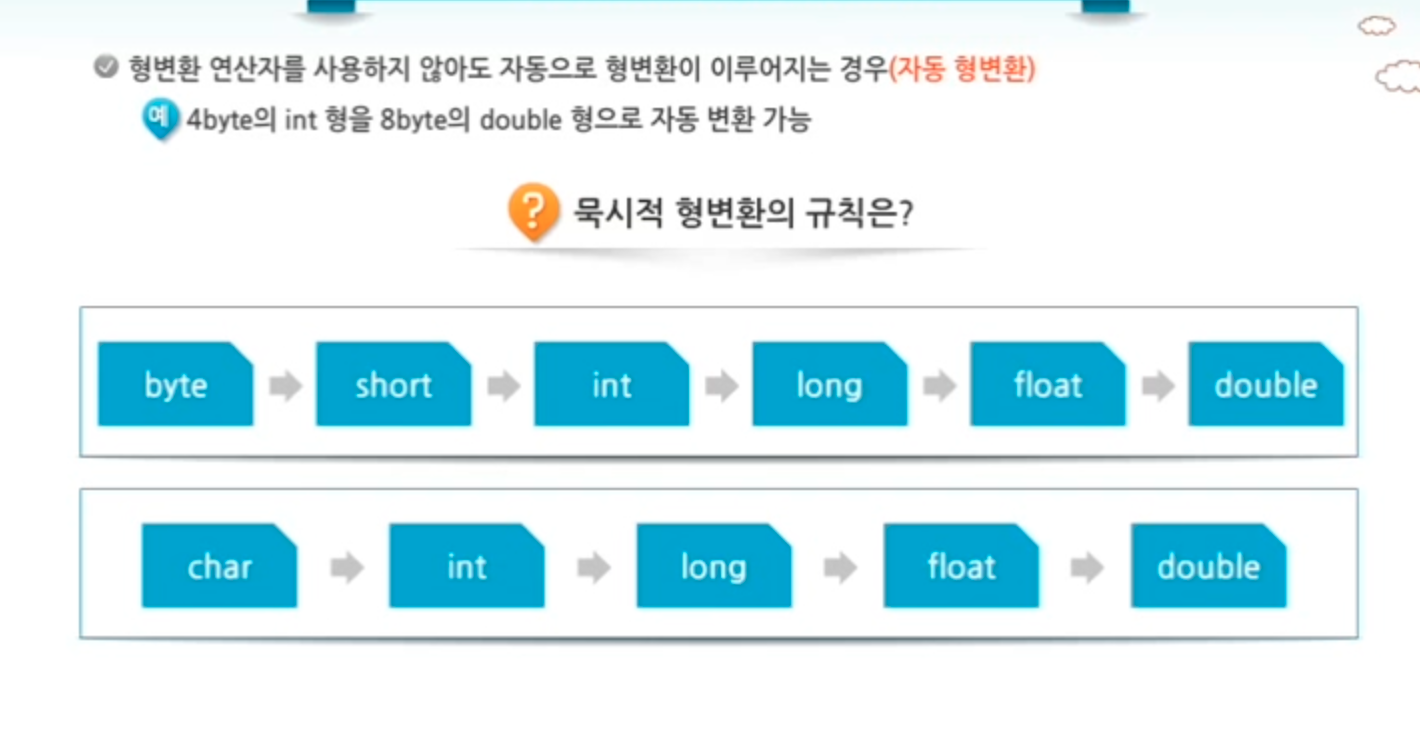 형변환 연산자를 사용하지 않아도 자동으로 형변환이 이루어지는 경우(자동 형변환)
예 4byte의 int 형을 8byte의 double 형으로 자동 변환 가능
? 묵시적 형변환의 규칙은?
byte short int long float double
char int long float double